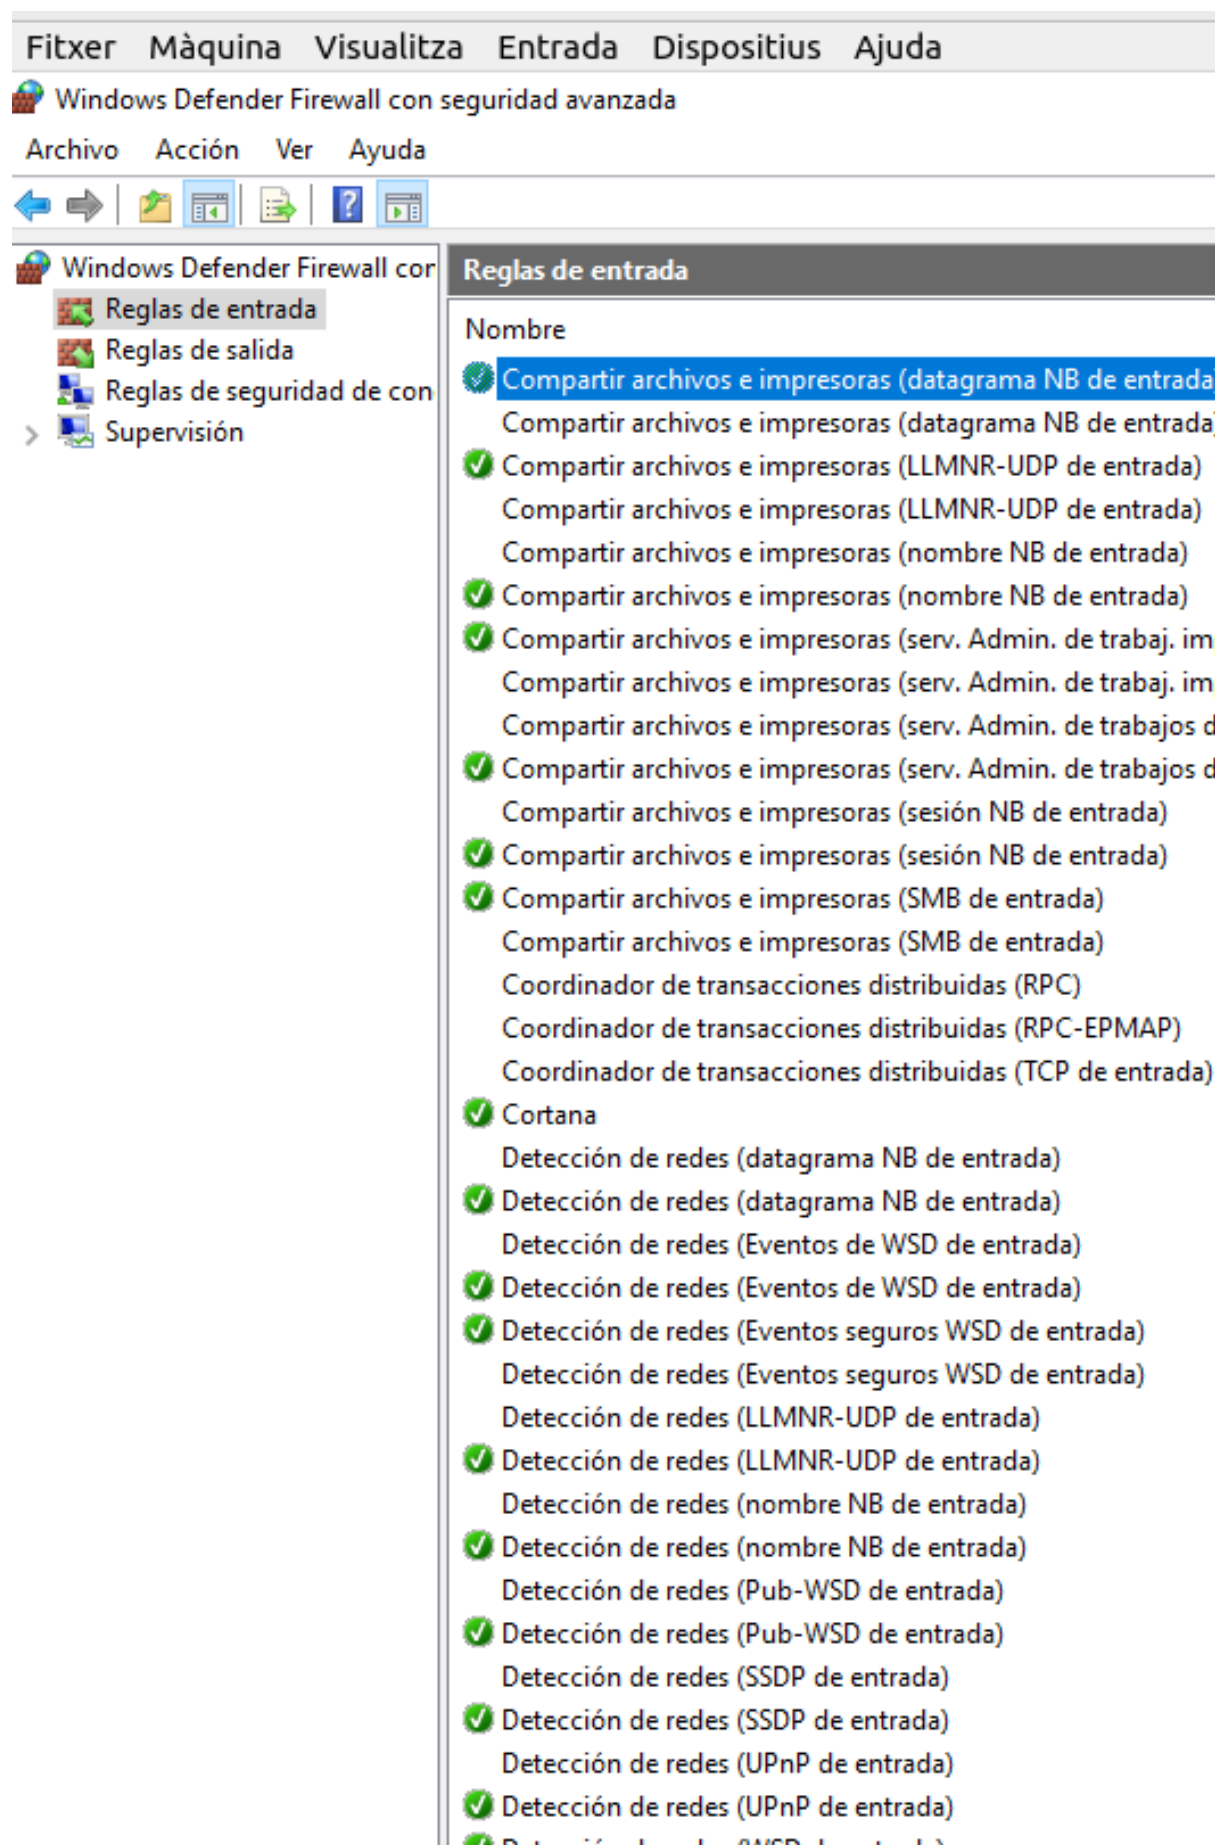 Fitxer Màquina Visualitza Entrada Dispositius Ajuda
Windows Defender Firewall con seguridad avanzada
Archivo Acción Ver Ayuda
Windows Defender Firewall con
Reglas de entrada
Reglas de salida
Reglas de seguridad de con
Supervisión
Reglas de entrada
Nombre
Compartir archivos e impresoras (datagrama NB de entrada)
Compartir archivos e impresoras (datagrama NB de entrada)
Compartir archivos e impresoras (LLMNR-UDP de entrada)
Compartir archivos e impresoras (LLMNR-UDP de entrada)
Compartir archivos e impresoras (nombre NB de entrada)
Compartir archivos e impresoras (nombre NB de entrada)
Compartir archivos e impresoras (serv. Admin. de trabaj. im
Compartir archivos e impresoras (serv. Admin. de trabaj. im
Compartir archivos e impresoras (serv. Admin. de trabajos d
Compartir archivos e impresoras (serv. Admin. de trabajos d
Compartir archivos e impresoras (sesión NB de entrada)
Compartir archivos e impresoras (sesión NB de entrada)
Compartir archivos e impresoras (SMB de entrada)
Compartir archivos e impresoras (SMB de entrada)
Coordinador de transacciones distribuidas (RPC)
Coordinador de transacciones distribuidas (RPC-EPMAP)
Coordinador de transacciones distribuidas (TCP de entrada)
Cortana
Detección de redes (datagrama NB de entrada)
Detección de redes (datagrama NB de entrada)
Detección de redes (Eventos de WSD de entrada)
Detección de redes (Eventos de WSD de entrada)
Detección de redes (Eventos seguros WSD de entrada)
Detección de redes (Eventos seguros WSD de entrada)
Detección de redes (LLMNR-UDP de entrada)
Detección de redes (LLMNR-UDP de entrada)
Detección de redes (nombre NB de entrada)
Detección de redes (nombre NB de entrada)
Detección de redes (Pub-WSD de entrada)
Detección de redes (Pub-WSD de entrada)
Detección de redes (SSDP de entrada)
Detección de redes (SSDP de entrada)
Detección de redes (UPnP de entrada)
Detección de redes (UPnP de entrada)